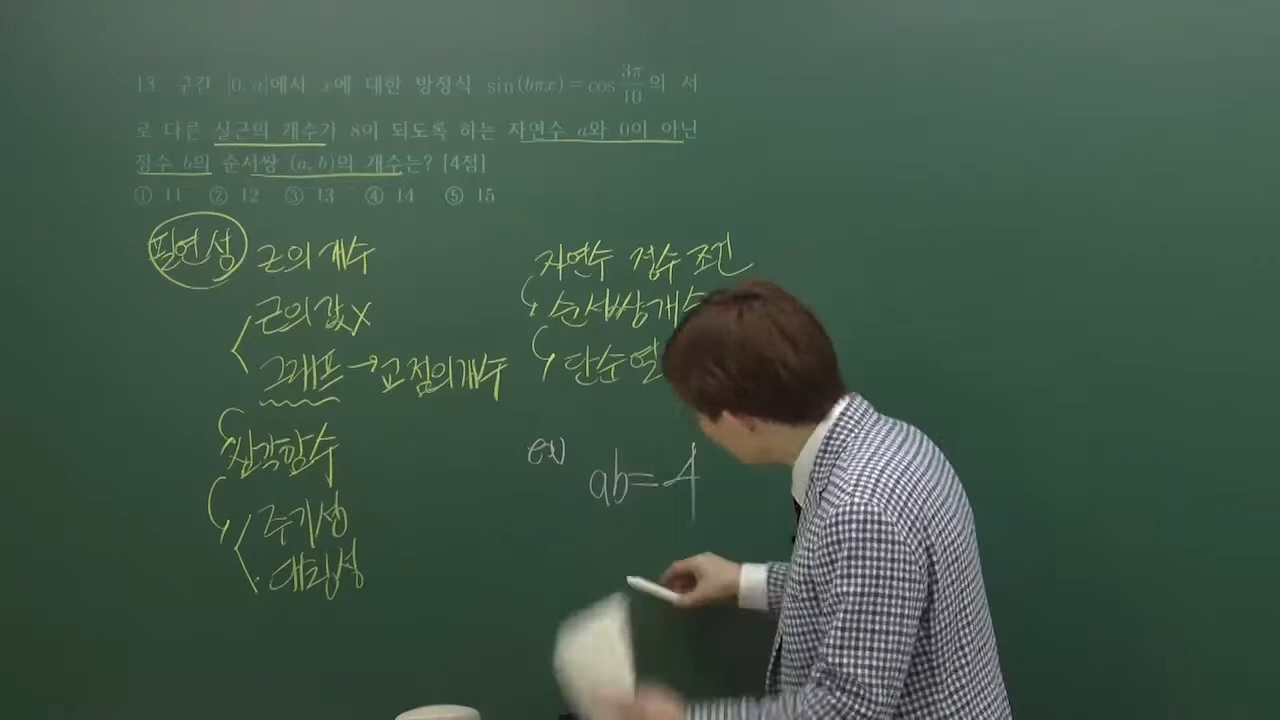 13. 구간 [0, a]에서 x에 대한 방정식 sin(bπx) = cos 3π/10 의 서
로 다른 실근의 개수가 8이 되도록 하는 자연수 a와 0이 아닌
정수 b의 순서쌍 (a, b)의 개수는? [4점]
① 11 ② 12 ③ 13 ④ 14 ⑤ 15
필연성 근의 개수
근의 값 X
그래프 → 교점의 개수
삼각함수
주기성
대칭성
자연수 정수 조건
순서쌍 개수
단순열
ex) ab=4